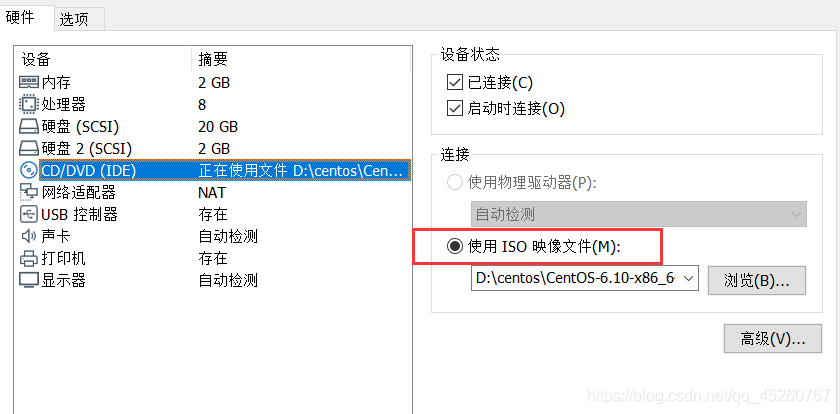 硬件 选项
设备 摘要
内存 2 GB
处理器 8
硬盘 (SCSI) 20 GB
硬盘 2 (SCSI) 2 GB
CD/DVD (IDE) 正在使用文件 D:\centos\Cen...
网络适配器 NAT
USB 控制器 存在
声卡 自动检测
打印机 存在
显示器 自动检测
设备状态
已连接(C)
启动时连接(O)
连接
使用物理驱动器(P):
自动检测
使用 ISO 映像文件(M):
D:\centos\CentOS-6.10-x86_6 浏览(B)...
高级(V)...
https://blog.csdn.net/qq_45260767